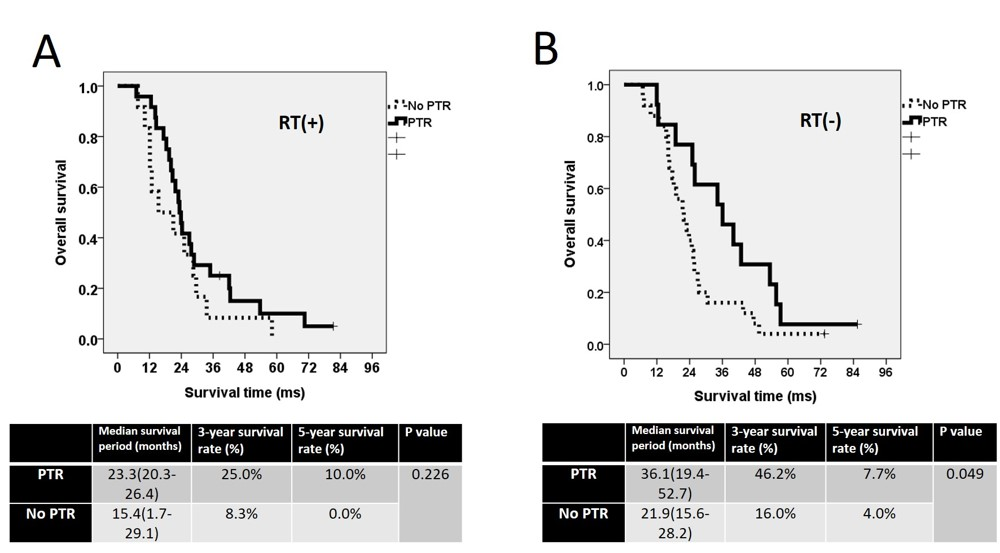 A
Overall survival
1.0
0.8
0.6
0.4
0.2
0.0
RT(+)
No PTR
PTR
0 12 24 36 48 60 72 84 96
Survival time (ms)
Median survival period (months) 3-year survival rate (%) 5-year survival rate (%) P value
PTR 23.3(20.3-26.4) 25.0% 10.0% 0.226
No PTR 15.4(1.7-29.1) 8.3% 0.0%
B
Overall survival
1.0
0.8
0.6
0.4
0.2
0.0
RT(-)
No PTR
PTR
0 12 24 36 48 60 72 84 96
Survival time (ms)
Median survival period (months) 3-year survival rate (%) 5-year survival rate (%) P value
PTR 36.1(19.4-52.7) 46.2% 7.7% 0.049
No PTR 21.9(15.6-28.2) 16.0% 4.0%